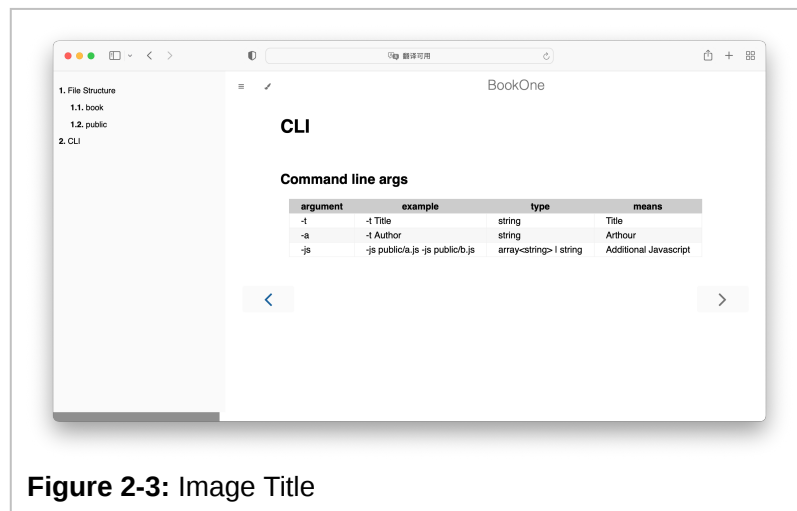 翻译可用
1. File Structure
1.1. book
1.2. public
2. CLI
BookOne
CLI
Command line args
argument example type means
-t -t Title string Title
-a -t Author string Arthour
-js -js public/a.js -js public/b.js array<string> | string Additional Javascript
Figure 2-3: Image Title